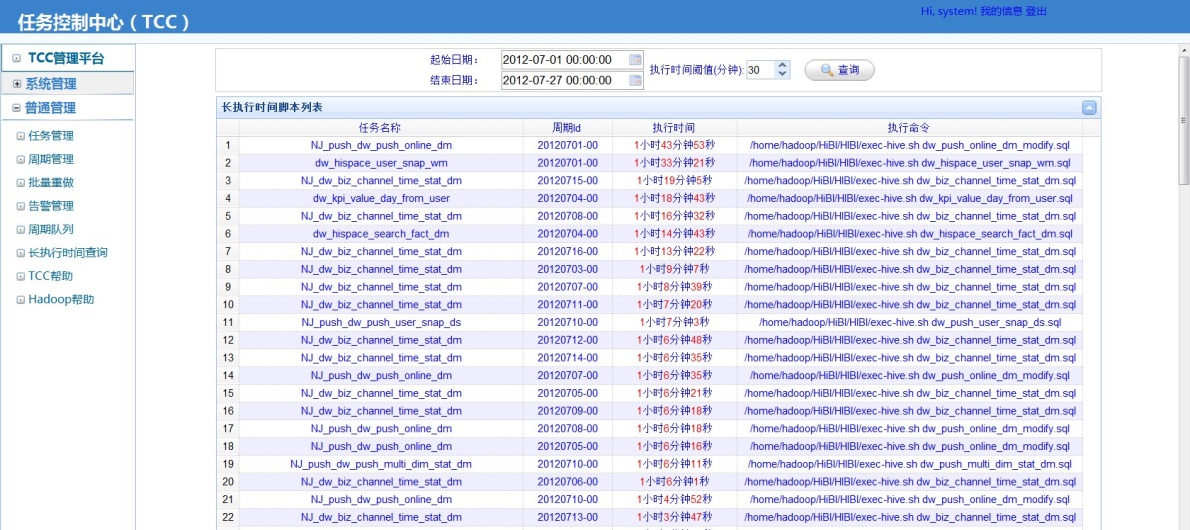 任务控制中心（TCC ）
Hi, system! 我的信息 登出
TCC管理平台
系统管理
普通管理
任务管理
周期管理
批量重做
告警管理
周期队列
长执行时间查询
TCC帮助
Hadoop帮助
起始日期： 2012-07-01 00:00:00
结束日期： 2012-07-27 00:00:00
执行时间阈值(分钟): 30 查询
长执行时间脚本列表
任务名称 周期Id 执行时间 执行命令
1 NJ_push_dw_push_online_dm 20120701-00 1小时43分钟53秒 /home/hadoop/HiBI/HIBI/exec-hive.sh dw_push_online_dm_modify.sql
2 dw_hispace_user_snap_wm 20120701-00 1小时33分钟21秒 /home/hadoop/HiBI/HIBI/exec-hive.sh dw_hispace_user_snap_wm.sql
3 NJ_dw_biz_channel_time_stat_dm 20120715-00 1小时19分钟5秒 /home/hadoop/HiBI/HIBI/exec-hive.sh dw_biz_channel_time_stat_dm.sql
4 dw_kpi_value_day_from_user 20120704-00 1小时18分钟43秒 /home/hadoop/HiBI/HIBI/exec-hive.sh dw_kpi_value_day_from_user.sql
5 NJ_dw_biz_channel_time_stat_dm 20120708-00 1小时16分钟32秒 /home/hadoop/HiBI/HIBI/exec-hive.sh dw_biz_channel_time_stat_dm.sql
6 dw_hispace_search_fact_dm 20120704-00 1小时14分钟43秒 /home/hadoop/HiBI/HIBI/exec-hive.sh dw_hispace_search_fact_dm.sql
7 NJ_dw_biz_channel_time_stat_dm 20120716-00 1小时13分钟22秒 /home/hadoop/HiBI/HIBI/exec-hive.sh dw_biz_channel_time_stat_dm.sql
8 NJ_dw_biz_channel_time_stat_dm 20120703-00 1小时9分钟7秒 /home/hadoop/HiBI/HIBI/exec-hive.sh dw_biz_channel_time_stat_dm.sql
9 NJ_dw_biz_channel_time_stat_dm 20120707-00 1小时8分钟39秒 /home/hadoop/HiBI/HIBI/exec-hive.sh dw_biz_channel_time_stat_dm.sql
10 NJ_dw_biz_channel_time_stat_dm 20120711-00 1小时7分钟20秒 /home/hadoop/HiBI/HIBI/exec-hive.sh dw_biz_channel_time_stat_dm.sql
11 NJ_push_dw_push_user_snap_ds 20120710-00 1小时7分钟3秒 /home/hadoop/HiBI/HIBI/exec-hive.sh dw_push_user_snap_ds.sql
12 NJ_dw_biz_channel_time_stat_dm 20120712-00 1小时6分钟48秒 /home/hadoop/HiBI/HIBI/exec-hive.sh dw_biz_channel_time_stat_dm.sql
13 NJ_dw_biz_channel_time_stat_dm 20120714-00 1小时6分钟35秒 /home/hadoop/HiBI/HIBI/exec-hive.sh dw_biz_channel_time_stat_dm.sql
14 NJ_push_dw_push_online_dm 20120707-00 1小时6分钟35秒 /home/hadoop/HiBI/HIBI/exec-hive.sh dw_push_online_dm_modify.sql
15 NJ_dw_biz_channel_time_stat_dm 20120705-00 1小时6分钟21秒 /home/hadoop/HiBI/HIBI/exec-hive.sh dw_biz_channel_time_stat_dm.sql
16 NJ_dw_biz_channel_time_stat_dm 20120709-00 1小时6分钟18秒 /home/hadoop/HiBI/HIBI/exec-hive.sh dw_biz_channel_time_stat_dm.sql
17 NJ_push_dw_push_online_dm 20120708-00 1小时6分钟18秒 /home/hadoop/HiBI/HIBI/exec-hive.sh dw_push_online_dm_modify.sql
18 NJ_push_dw_push_online_dm 20120705-00 1小时6分钟16秒 /home/hadoop/HiBI/HIBI/exec-hive.sh dw_push_online_dm_modify.sql
19 NJ_push_dw_push_multi_dim_stat_dm 20120710-00 1小时6分钟11秒 /home/hadoop/HiBI/HIBI/exec-hive.sh dw_push_multi_dim_stat_dm.sql
20 NJ_dw_biz_channel_time_stat_dm 20120706-00 1小时6分钟1秒 /home/hadoop/HiBI/HIBI/exec-hive.sh dw_biz_channel_time_stat_dm.sql
21 NJ_push_dw_push_online_dm 20120710-00 1小时4分钟52秒 /home/hadoop/HiBI/HIBI/exec-hive.sh dw_push_online_dm_modify.sql
22 NJ_dw_biz_channel_time_stat_dm 20120713-00 1小时3分钟47秒 /home/hadoop/HiBI/HIBI/exec-hive.sh dw_biz_channel_time_stat_dm.sql